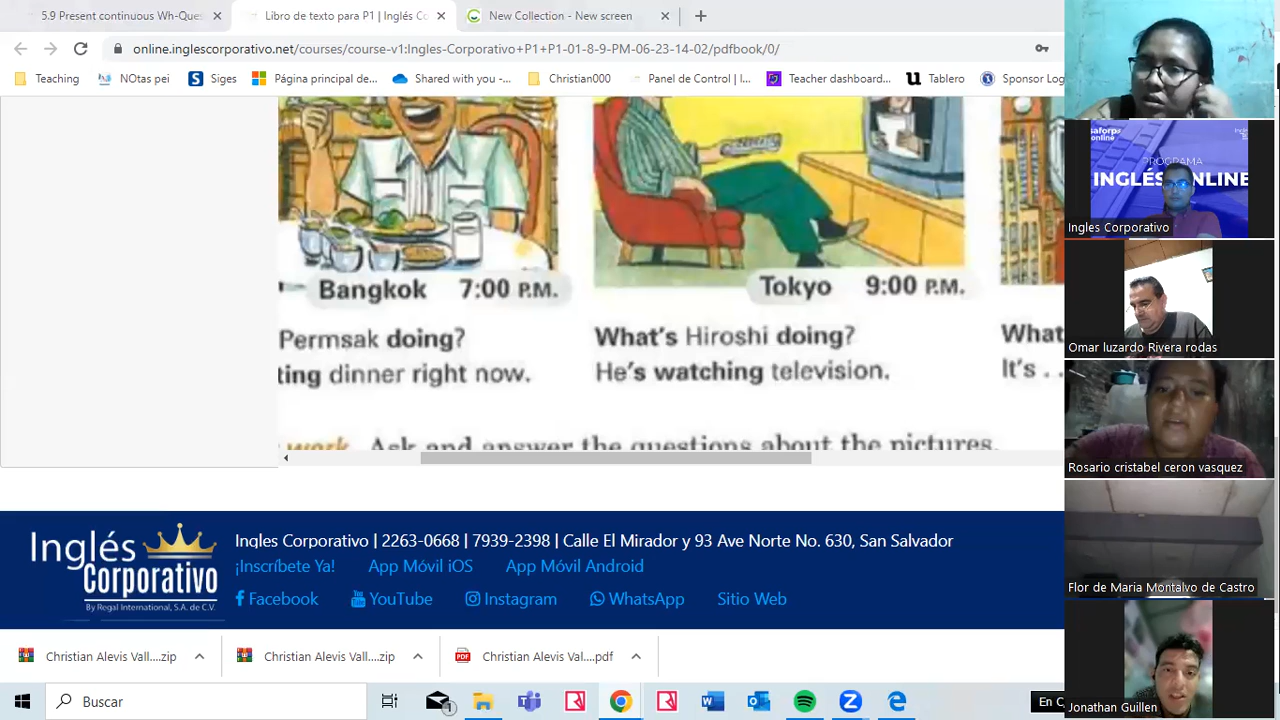 5.9 Present continuous Wh-Ques
Libro de texto para P1 | Inglés Co
New Collection - New screen
online.inglescorporativo.net/courses/course-v1:Ingles-Corporativo+P1+P1-01-8-9-PM-06-23-14-02/pdfbook/0/
Teaching
NOtas pei
Siges
Página principal de...
Shared with you -...
Christian000
Panel de Control | I...
Teacher dashboard...
Tablero
Sponsor Log
PROGRAMA
INGLÉS ONLINE
Ingles Corporativo
Bangkok 7:00 P.M.
Tokyo 9:00 P.M.
Permsak doing?
What's Hiroshi doing?
What
ting dinner right now.
He's watching television.
It's . .
Omar luzardo Rivera rodas
work Ask and answer the questions about the pictures.
Rosario cristabel ceron vasquez
Inglés Corporativo
By Regal International, S.A. de C.V.
Ingles Corporativo | 2263-0668 | 7939-2398 | Calle El Mirador y 93 Ave Norte No. 630, San Salvador
¡Inscríbete Ya! App Móvil iOS App Móvil Android
Facebook YouTube Instagram WhatsApp Sitio Web
Flor de Maria Montalvo de Castro
Christian Alevis Vall....zip
Christian Alevis Vall....zip
Christian Alevis Val....pdf
Buscar
1
En C
Jonathan Guillen